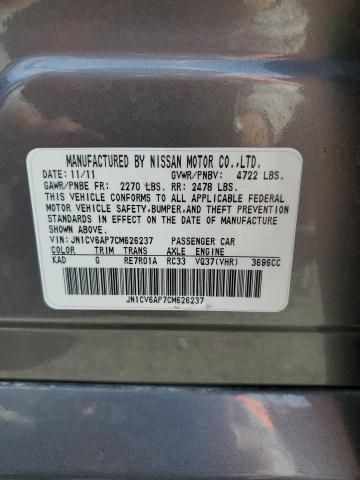 MANUFACTURED BY NISSAN MOTOR CO.,LTD.
DATE: 11/11 GVWR/PNBV: 4722 LBS.
GAWR/PNBE FR: 2270 LBS. RR: 2478 LBS.
THIS VEHICLE CONFORMS TO ALL APPLICABLE FEDERAL
MOTOR VEHICLE SAFETY,BUMPER,AND THEFT PREVENTION
STANDARDS IN EFFECT ON THE DATE OF MANUFACTURE
SHOWN ABOVE.
VIN: JN1CV6AP7CM626237 PASSENGER CAR
COLOR TRIM TRANS AXLE ENGINE
KAD G RE7R01A RC33 VQ37(VHR) 3696CC
JN1CV6AP7CM626237